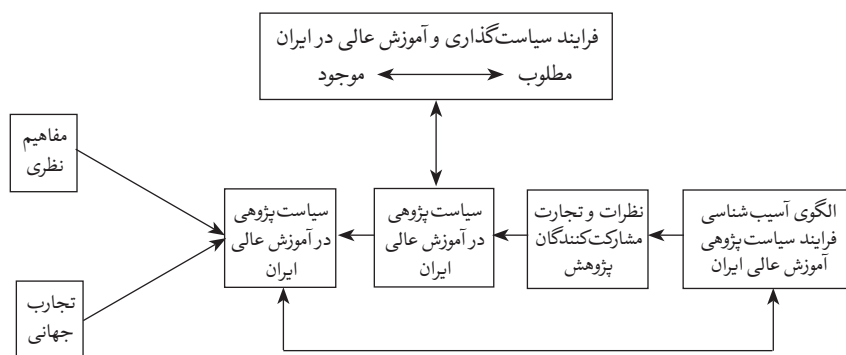 فرایند سیاست‌گذاری و آموزش عالی در ایران
مطلوب موجود
مفاهیم
نظری
الگوی آسیب‌شناسی
فرایند سیاست‌پژوهی
آموزش عالی ایران
نظرات و تجارت
مشارکت‌کنندگان
پژوهش
سیاست‌پژوهی
در آموزش عالی
ایران
سیاست‌پژوهی
در آموزش عالی
ایران
تجارب
جهانی